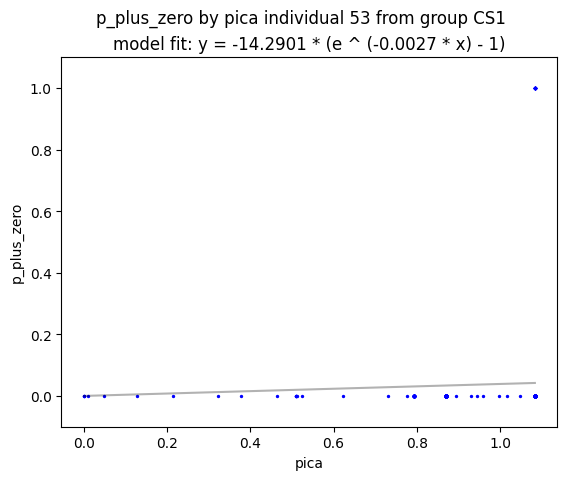 p_plus_zero by pica individual 53 from group CS1
model fit: y = -14.2901 * (e ^ (-0.0027 * x) - 1)
1.0
0.8
0.6
0.4
0.2
0.0
p_plus_zero
0.0 0.2 0.4 0.6 0.8 1.0
pica